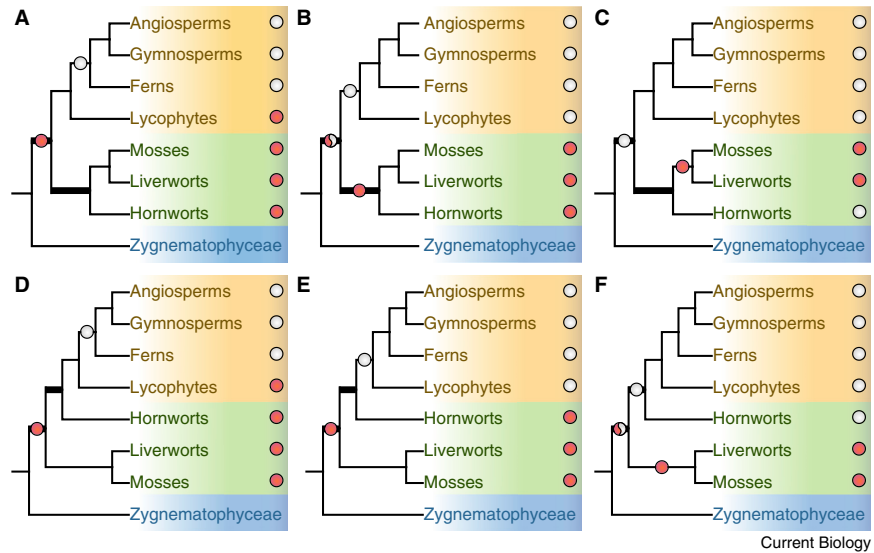 A
Angiosperms
Gymnosperms
Ferns
Lycophytes
Mosses
Liverworts
Hornworts
Zygnematophyceae
B
Angiosperms
Gymnosperms
Ferns
Lycophytes
Mosses
Liverworts
Hornworts
Zygnematophyceae
C
Angiosperms
Gymnosperms
Ferns
Lycophytes
Mosses
Liverworts
Hornworts
Zygnematophyceae
D
Angiosperms
Gymnosperms
Ferns
Lycophytes
Hornworts
Liverworts
Mosses
Zygnematophyceae
E
Angiosperms
Gymnosperms
Ferns
Lycophytes
Hornworts
Liverworts
Mosses
Zygnematophyceae
F
Angiosperms
Gymnosperms
Ferns
Lycophytes
Hornworts
Liverworts
Mosses
Zygnematophyceae
Current Biology